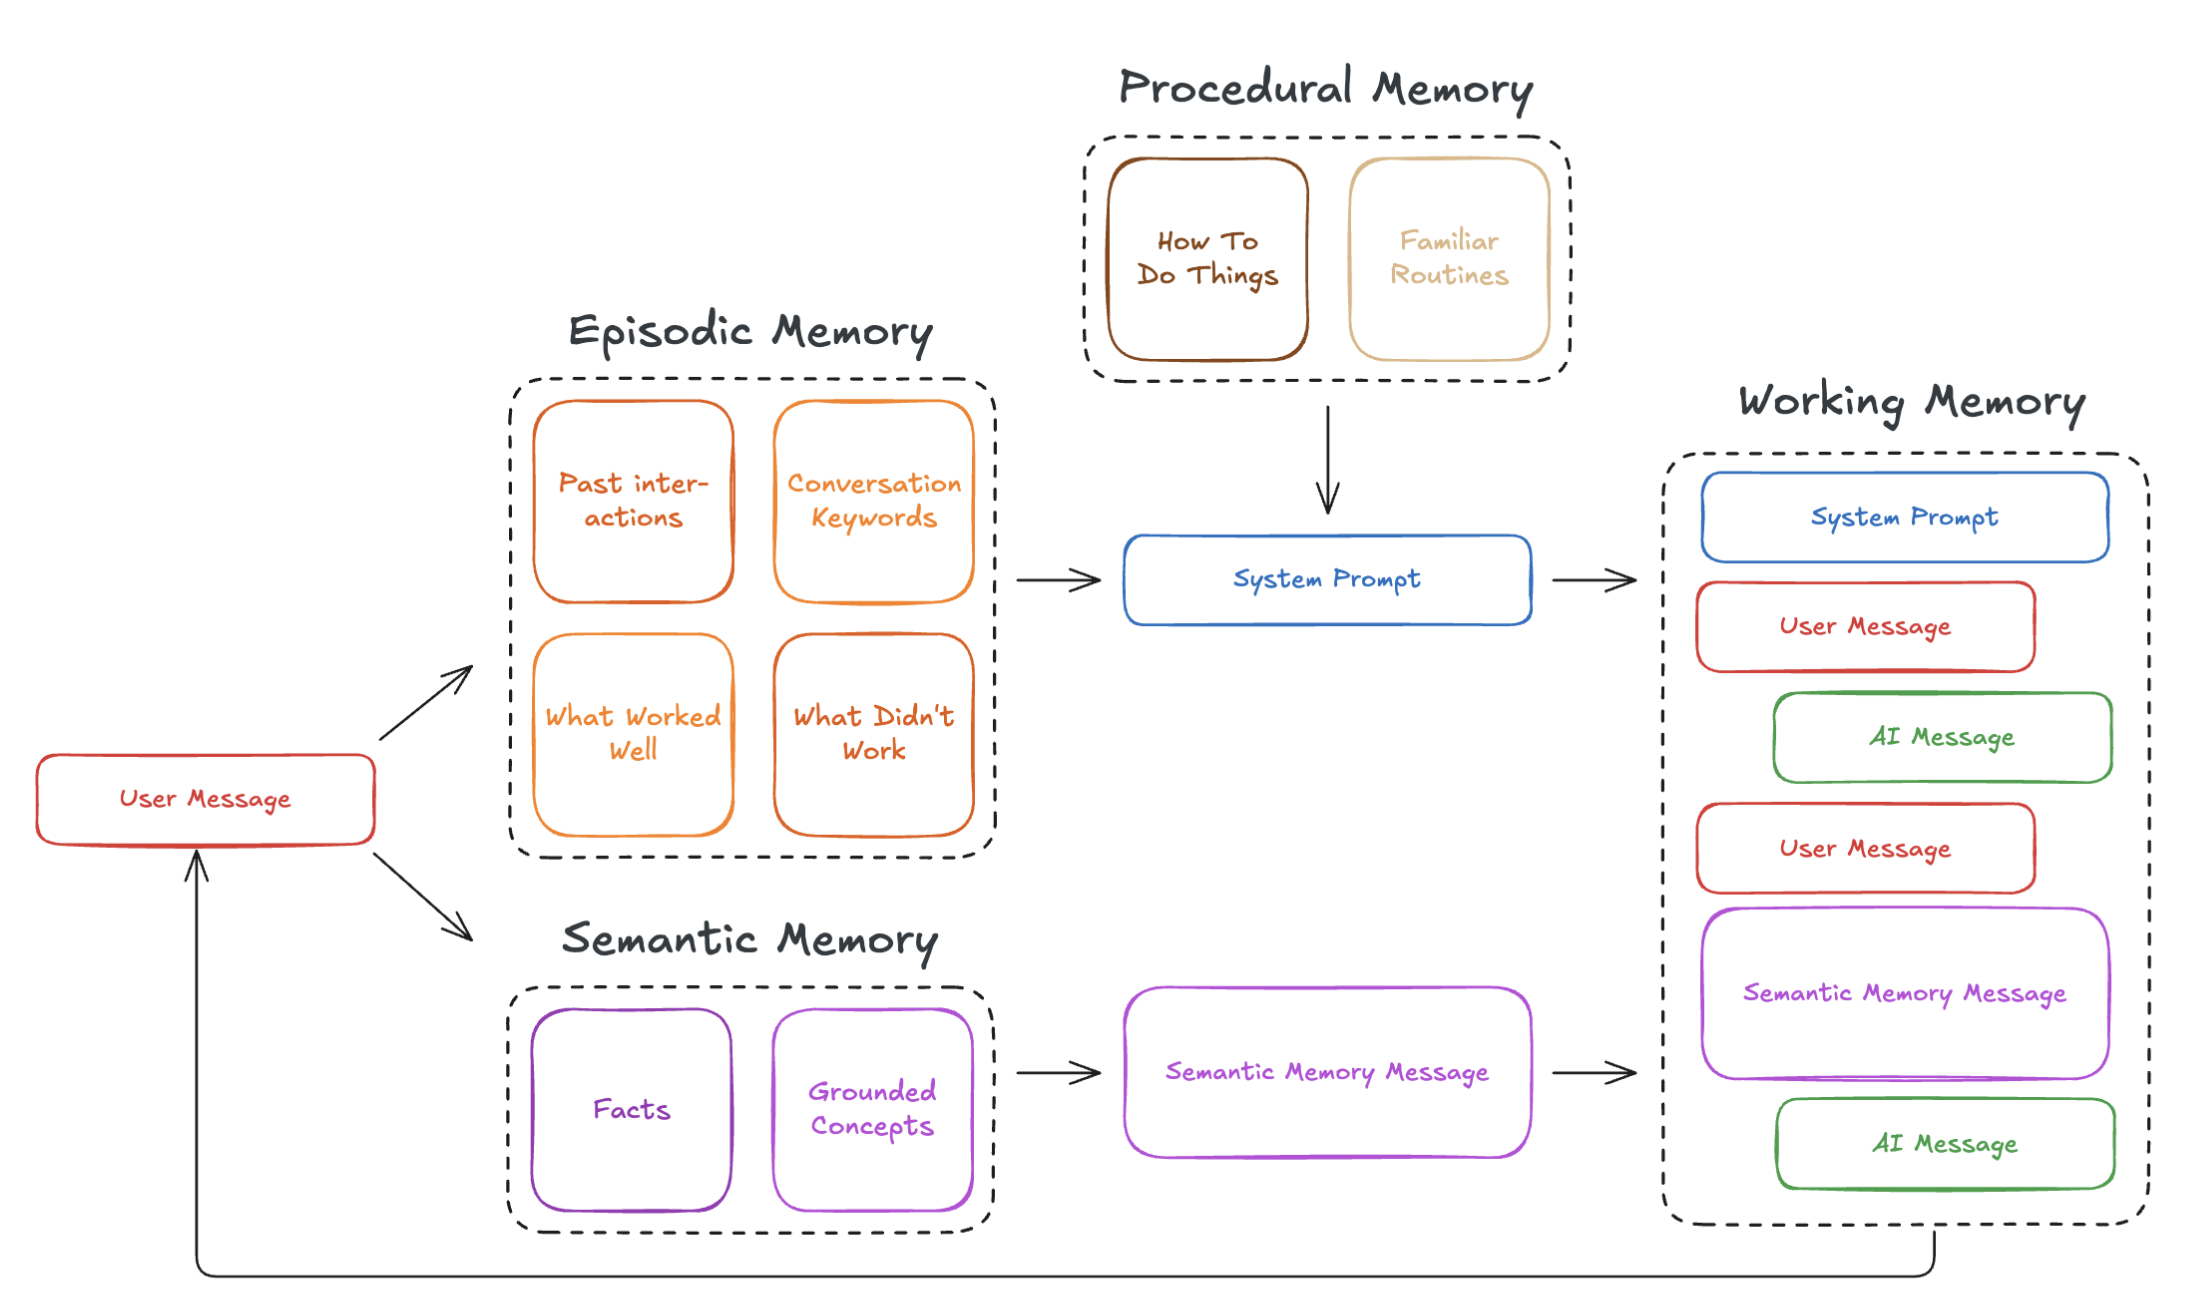 Procedural Memory
How To
Do Things
Familiar
Routines
Episodic Memory
Past inter-
actions
Conversation
Keywords
What Worked
Well
What Didn't
Work
System Prompt
User Message
Semantic Memory
Facts
Grounded
Concepts
Semantic Memory Message
Working Memory
System Prompt
User Message
AI Message
User Message
Semantic Memory Message
AI Message